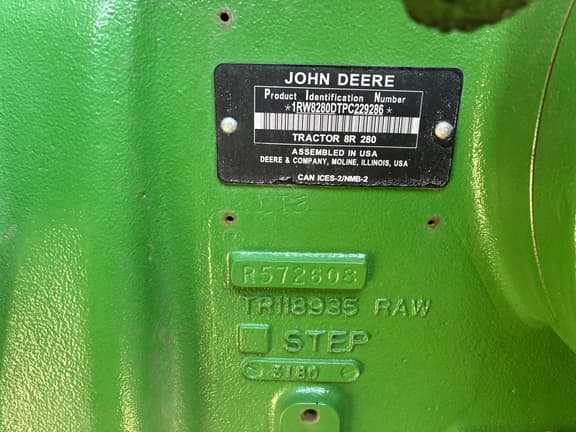 JOHN DEERE
Product Identification Number
*1RW8280DTPC229286*
TRACTOR 8R 280
ASSEMBLED IN USA
DEERE & COMPANY, MOLINE, ILLINOIS, USA
CAN ICES-2/NMB-2
R572608
TR118935 RAW
STEP
3180